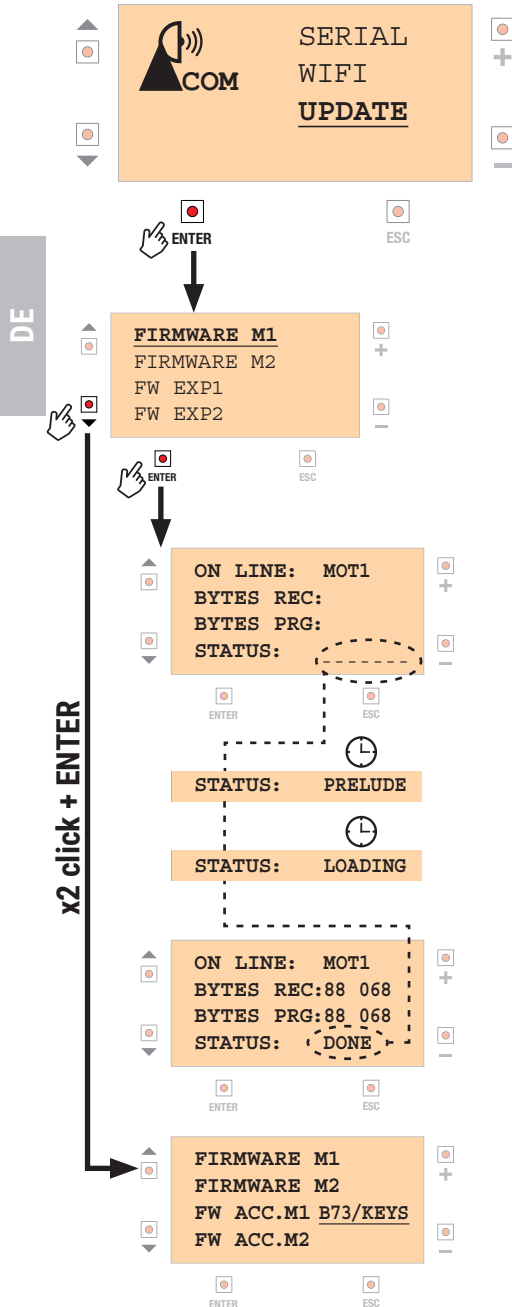 SERIAL
WIFI
COM
UPDATE
ENTER
ESC
DE
FIRMWARE M1
FIRMWARE M2
FW EXP1
FW EXP2
ENTER
ESC
ON LINE: MOT1
BYTES REC:
BYTES PRG:
STATUS: - - - - - -
ENTER
ESC
x2 click + ENTER
STATUS: PRELUDE
STATUS: LOADING
ON LINE: MOT1
BYTES REC:88 068
BYTES PRG:88 068
STATUS: DONE
ENTER
ESC
FIRMWARE M1
FIRMWARE M2
FW ACC.M1 B73/KEYS
FW ACC.M2
ENTER
ESC